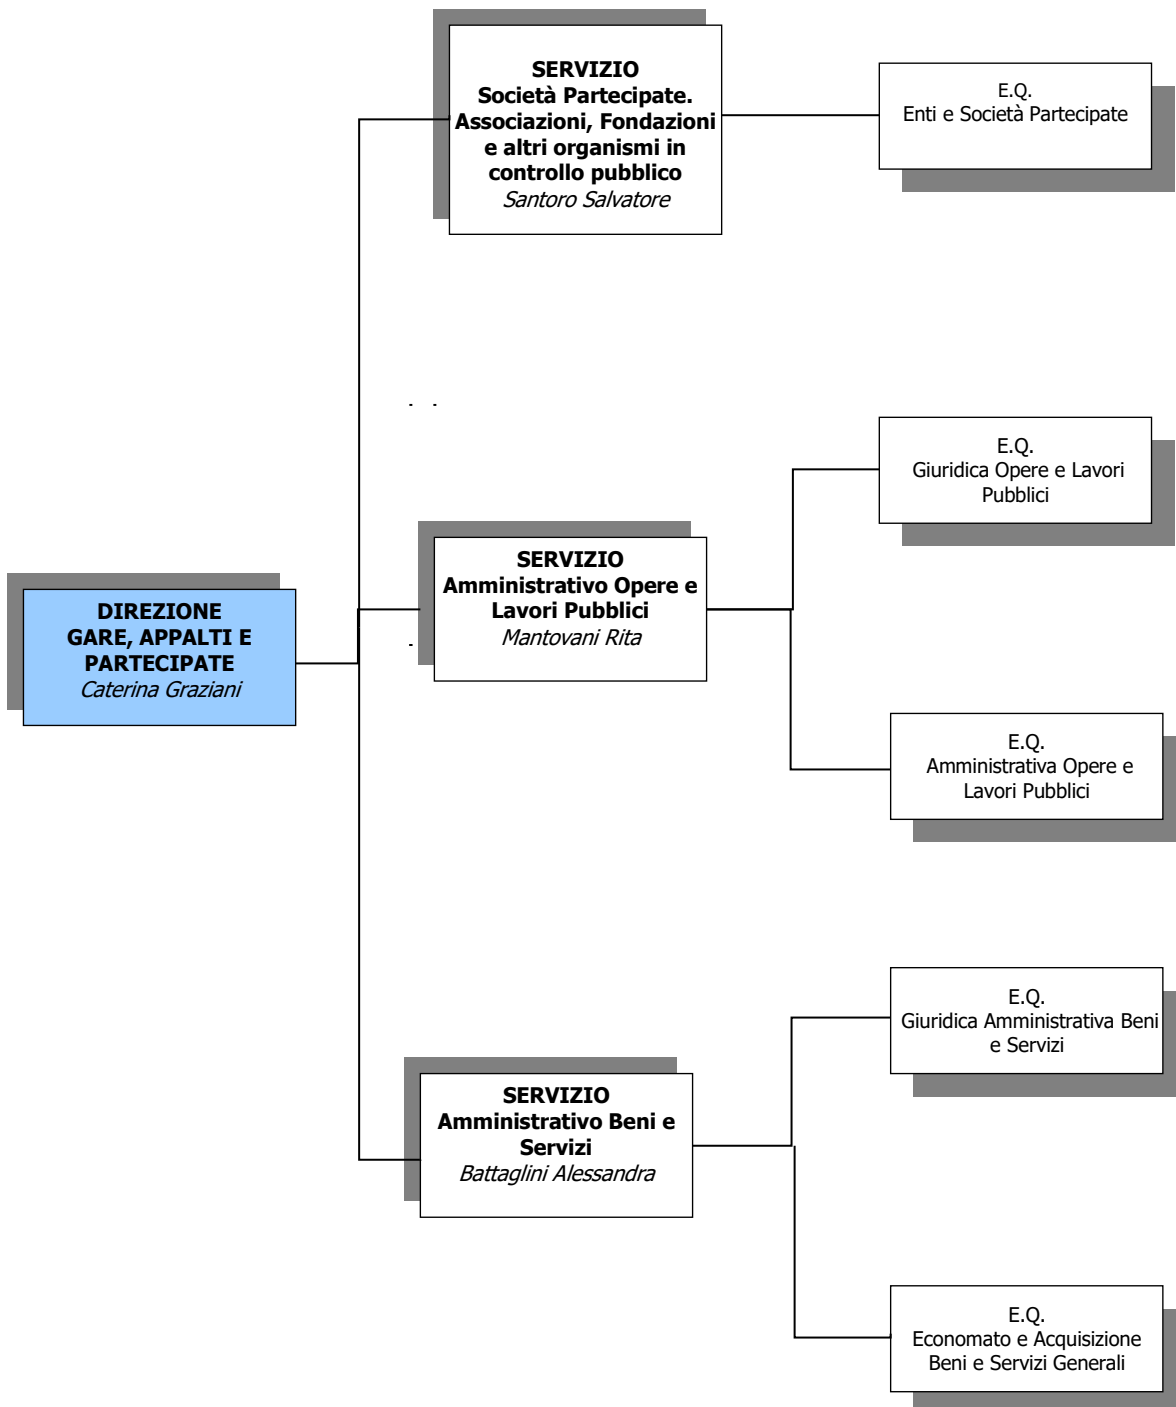 SERVIZIO
Società Partecipate.
Associazioni, Fondazioni
e altri organismi in
controllo pubblico
Santoro Salvatore
E.Q.
Enti e Società Partecipate
E.Q.
Giuridica Opere e Lavori
Pubblici
SERVIZIO
Amministrativo Opere e
Lavori Pubblici
Mantovani Rita
DIREZIONE
GARE, APPALTI E
PARTECIPATE
Caterina Graziani
E.Q.
Amministrativa Opere e
Lavori Pubblici
E.Q.
Giuridica Amministrativa Beni
e Servizi
SERVIZIO
Amministrativo Beni e
Servizi
Battaglini Alessandra
E.Q.
Economato e Acquisizione
Beni e Servizi Generali